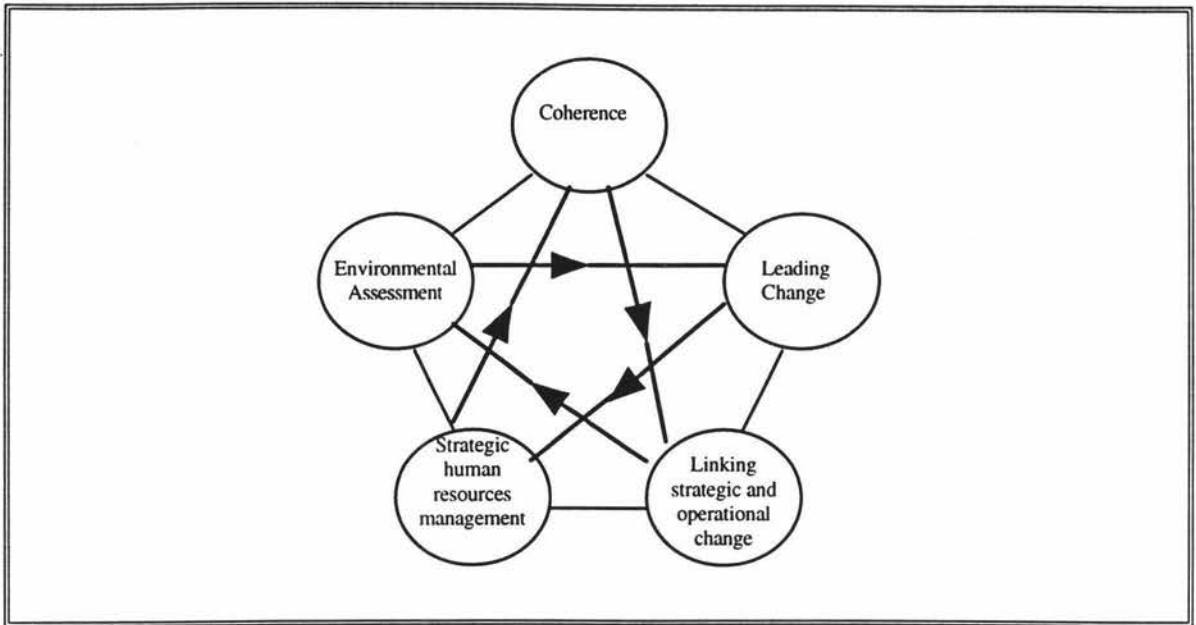 Coherence
Environmental
Assessment
Leading
Change
Strategic
human
resources
management
Linking
strategic and
operational
change